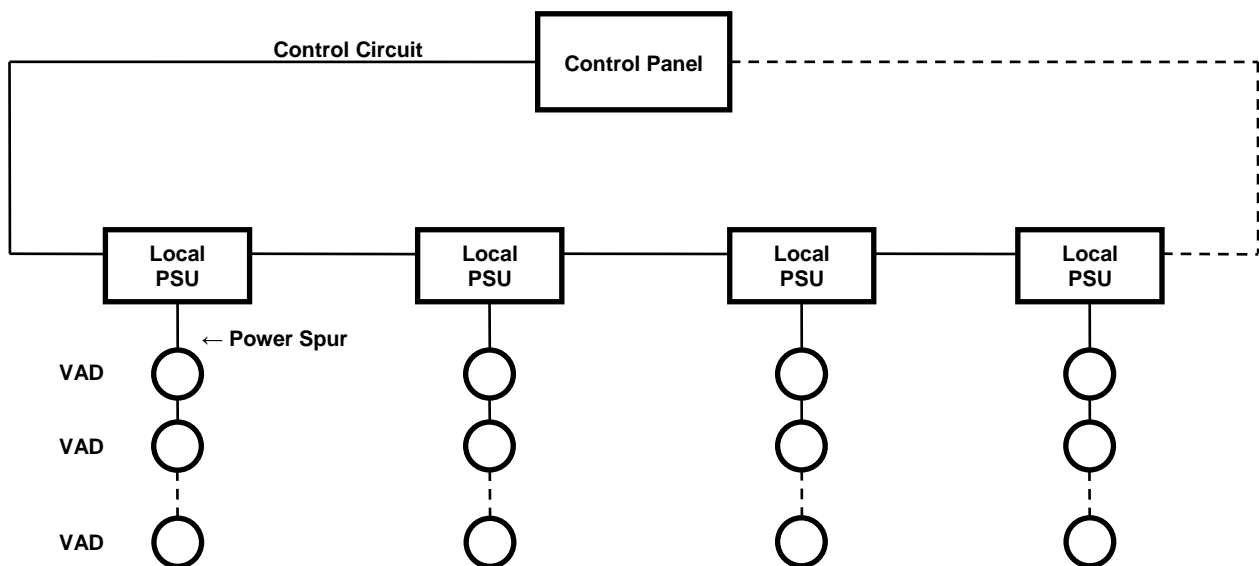 Control Circuit
Control Panel
Local
PSU
Local
PSU
Local
PSU
Local
PSU
← Power Spur
VAD
VAD
VAD